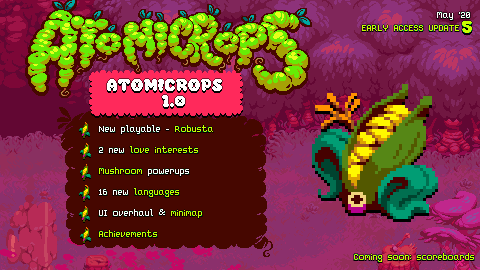 ATOMICROPS
May '20
EARLY ACCESS UPDATE 5
ATOMICROPS
1.0
New playable - Robusta
2 new love interests
Mushroom powerups
16 new languages
UI overhaul & minimap
Achievements
Coming soon: scoreboards